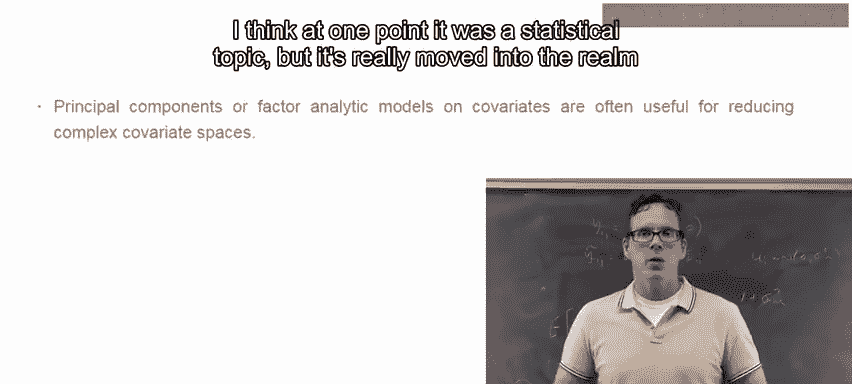 I think at one point it was a statistical
topic, but it's really moved into the realm
· Principal components or factor analytic models on covariates are often useful for reducing
complex covariate spaces.